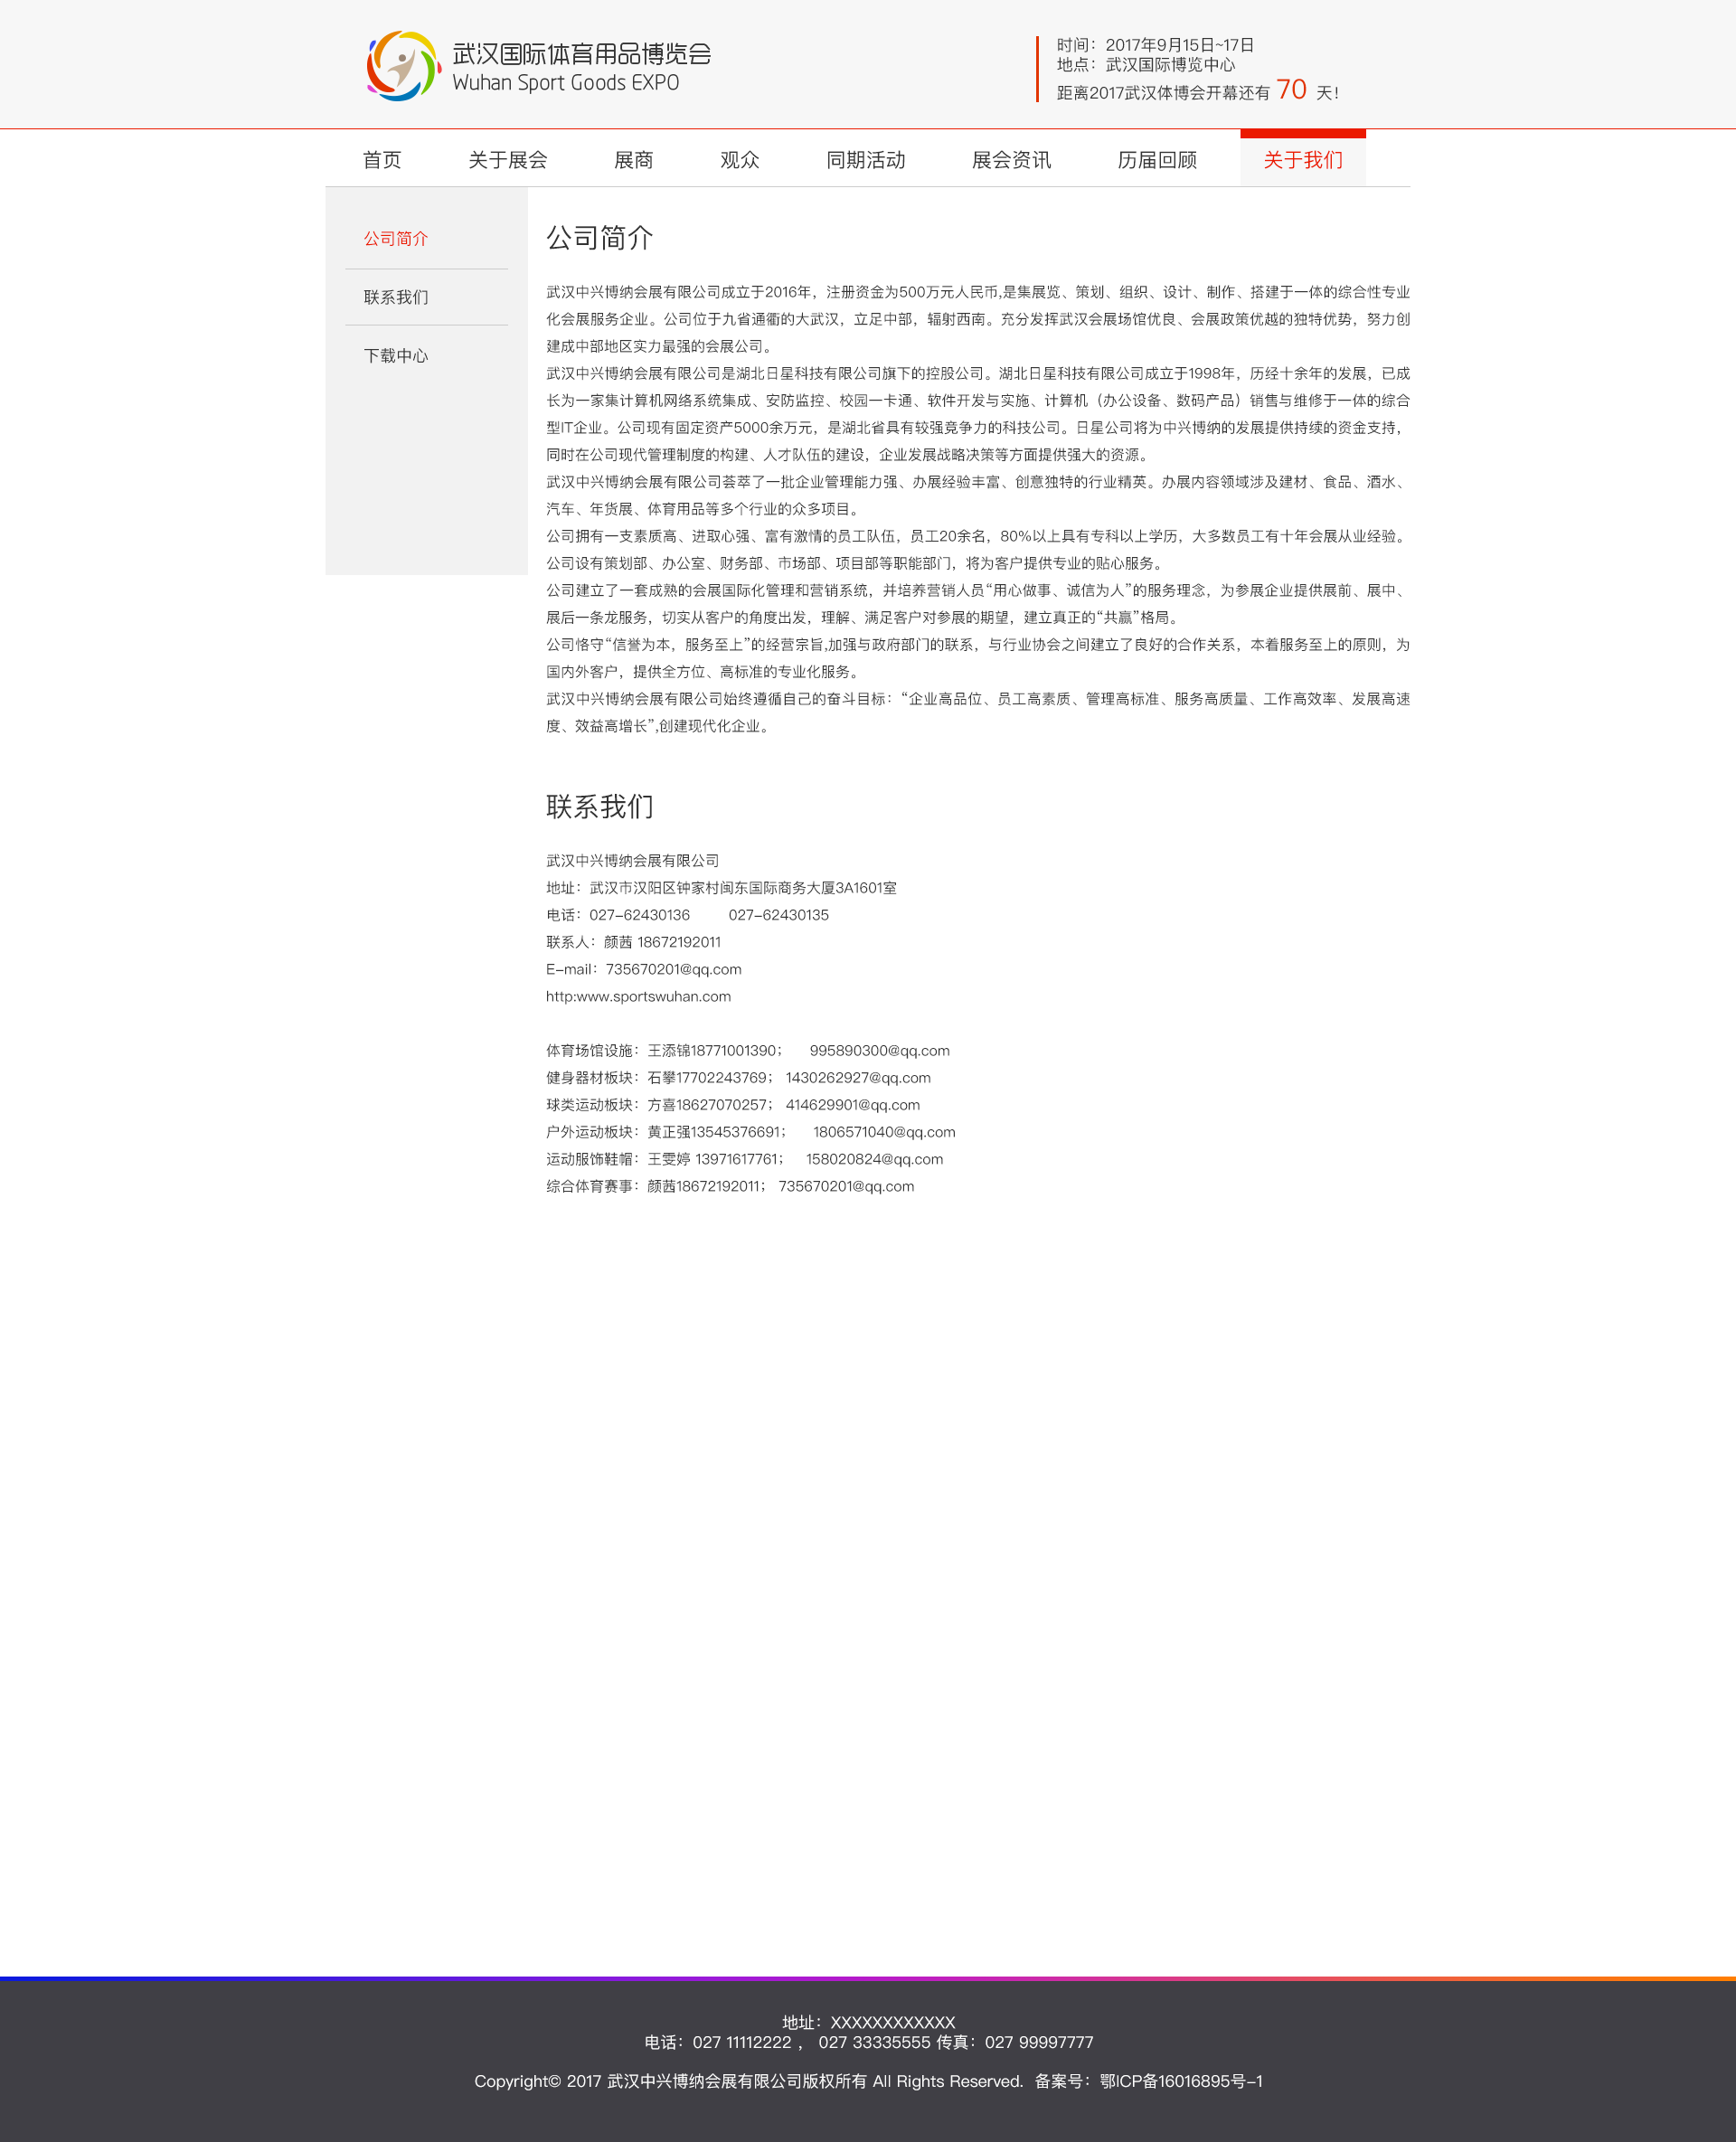 武汉国际体育用品博览会
Wuhan Sport Goods EXPO
时间：2017年9月15日~17日
地点：武汉国际博览中心
距离2017武汉体博会开幕还有 70 天！
首页 关于展会 展商 观众 同期活动 展会资讯 历届回顾 关于我们
公司简介
联系我们
下载中心
公司简介
武汉中兴博纳会展有限公司成立于2016年，注册资金为500万元人民币,是集展览、策划、组织、设计、制作、搭建于一体的综合性专业
化会展服务企业。公司位于九省通衢的大武汉，立足中部，辐射西南。充分发挥武汉会展场馆优良、会展政策优越的独特优势，努力创
建成中部地区实力最强的会展公司。
武汉中兴博纳会展有限公司是湖北日星科技有限公司旗下的控股公司。湖北日星科技有限公司成立于1998年，历经十余年的发展，已成
长为一家集计算机网络系统集成、安防监控、校园一卡通、软件开发与实施、计算机（办公设备、数码产品）销售与维修于一体的综合
型IT企业。公司现有固定资产5000余万元，是湖北省具有较强竞争力的科技公司。日星公司将为中兴博纳的发展提供持续的资金支持，
同时在公司现代管理制度的构建、人才队伍的建设，企业发展战略决策等方面提供强大的资源。
武汉中兴博纳会展有限公司荟萃了一批企业管理能力强、办展经验丰富、创意独特的行业精英。办展内容领域涉及建材、食品、酒水、
汽车、年货展、体育用品等多个行业的众多项目。
公司拥有一支素质高、进取心强、富有激情的员工队伍，员工20余名，80%以上具有专科以上学历，大多数员工有十年会展从业经验。
公司设有策划部、办公室、财务部、市场部、项目部等职能部门，将为客户提供专业的贴心服务。
公司建立了一套成熟的会展国际化管理和营销系统，并培养营销人员“用心做事、诚信为人”的服务理念，为参展企业提供展前、展中、
展后一条龙服务，切实从客户的角度出发，理解、满足客户对参展的期望，建立真正的“共赢”格局。
公司恪守“信誉为本，服务至上”的经营宗旨,加强与政府部门的联系，与行业协会之间建立了良好的合作关系，本着服务至上的原则，为
国内外客户，提供全方位、高标准的专业化服务。
武汉中兴博纳会展有限公司始终遵循自己的奋斗目标：“企业高品位、员工高素质、管理高标准、服务高质量、工作高效率、发展高速
度、效益高增长”,创建现代化企业。
联系我们
武汉中兴博纳会展有限公司
地址：武汉市汉阳区钟家村闽东国际商务大厦3A1601室
电话：027-62430136 027-62430135
联系人：颜茜 18672192011
E-mail：735670201@qq.com
http:www.sportswuhan.com
体育场馆设施：王添锦18771001390； 995890300@qq.com
健身器材板块：石攀17702243769； 1430262927@qq.com
球类运动板块：方喜18627070257； 414629901@qq.com
户外运动板块：黄正强13545376691； 1806571040@qq.com
运动服饰鞋帽：王雯婷 13971617761； 158020824@qq.com
综合体育赛事：颜茜18672192011； 735670201@qq.com
地址：XXXXXXXXXXXX
电话：027 11112222 ， 027 33335555 传真：027 99997777
Copyright© 2017 武汉中兴博纳会展有限公司版权所有 All Rights Reserved. 备案号：鄂ICP备16016895号-1